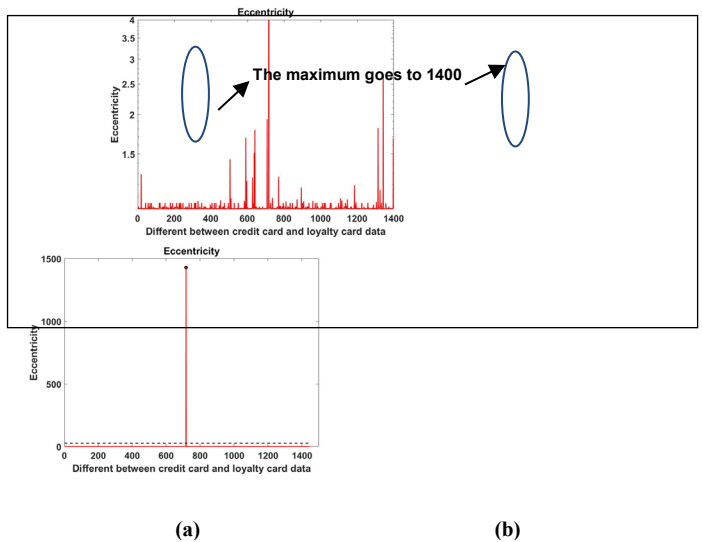 Eccentricity
4
3.5
3
2.5
2
1.5
Eccentricity
The maximum goes to 1400
0 200 400 600 800 1000 1200 1400
Different between credit card and loyalty card data
Eccentricity
1500
1000
500
0
Eccentricity
0 200 400 600 800 1000 1200 1400
Different between credit card and loyalty card data
(a) (b)